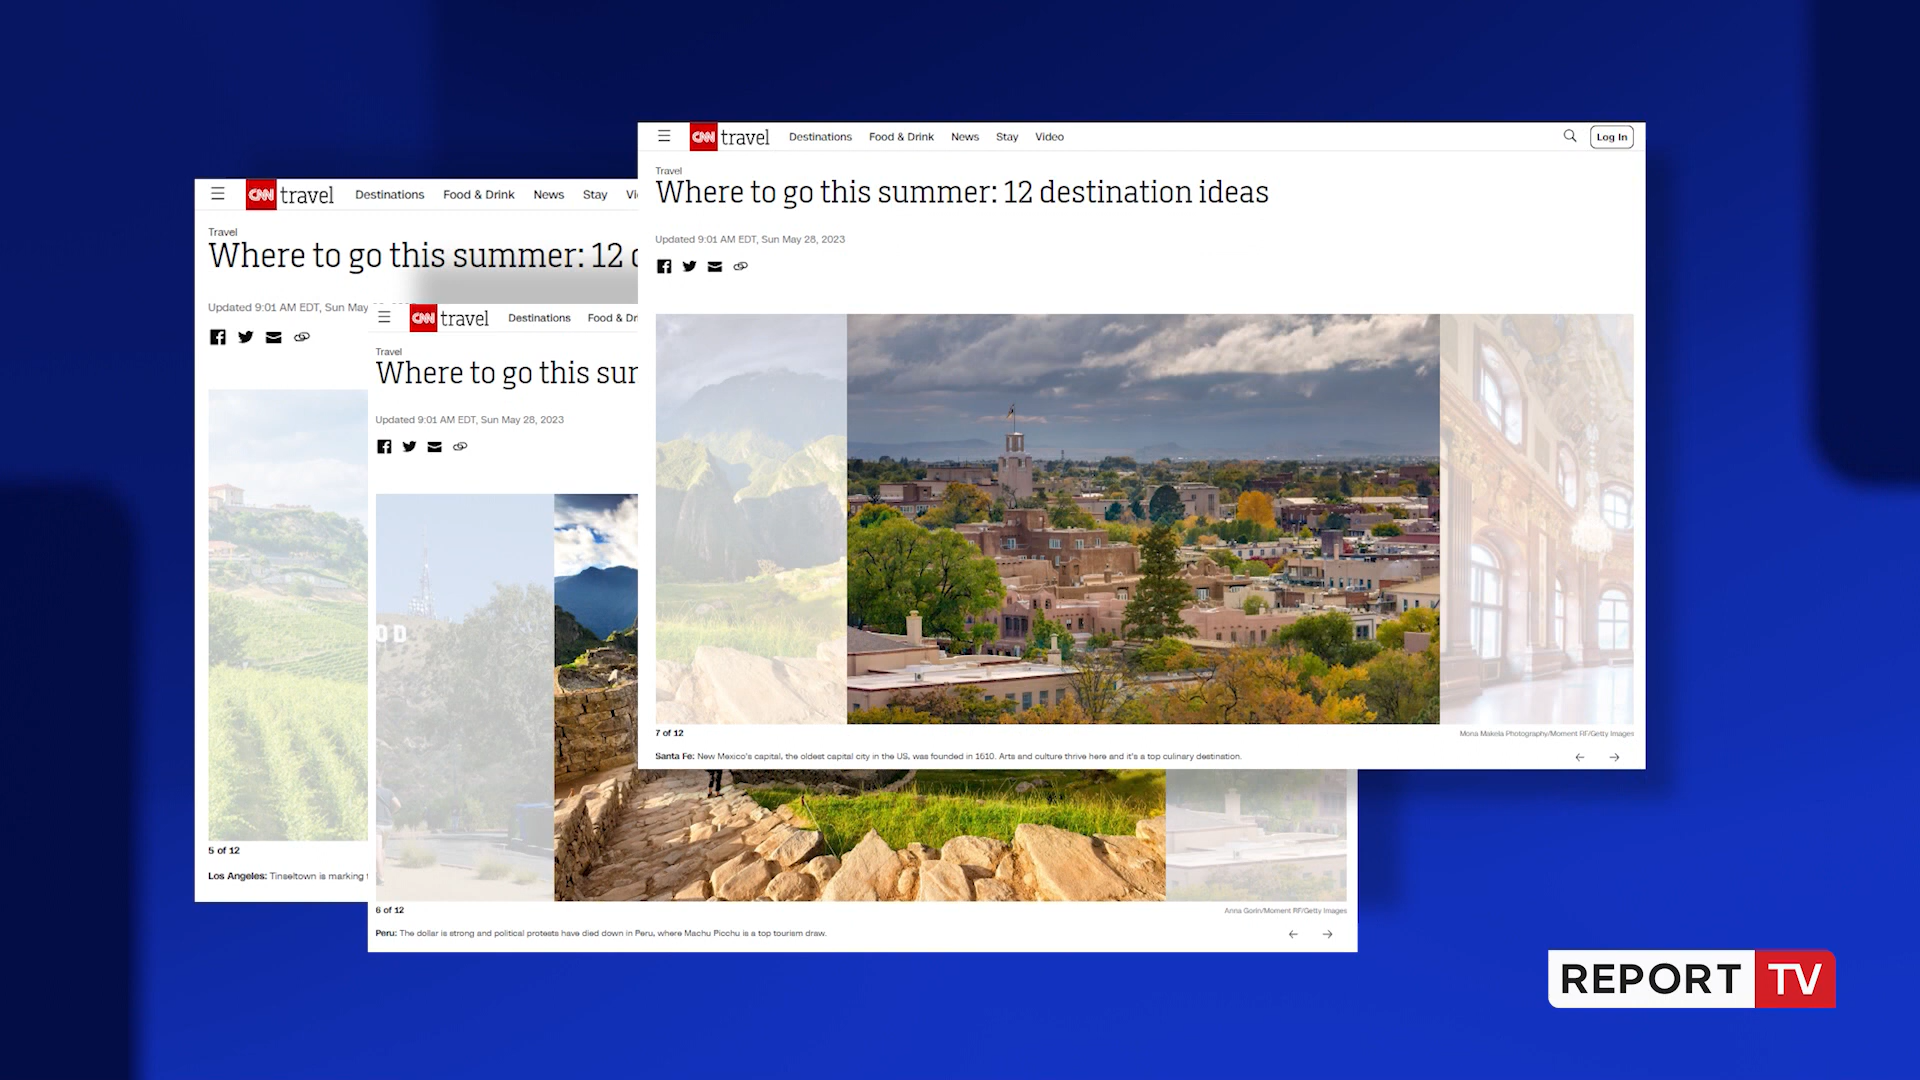 CNN travel Destinations Food & Drink News Stay Video Log In
Travel
Where to go this summer: 12 destination ideas
Updated 9:01 AM EDT, Sun May 28, 2023
7 of 12
Mona Makela Photography/Moment RF/Getty Images
Santa Fe: New Mexico's capital, the oldest capital city in the US, was founded in 1610. Arts and culture thrive here and it's a top culinary destination.
CNN travel Destinations Food & Drink News Stay
Travel
Where to go this summer: 12
Updated 9:01 AM EDT, Sun May
5 of 12
Los Angeles: Tinseltown is marking
CNN travel Destinations Food &
Travel
Where to go this
Updated 9:01 AM EDT, Sun May 28, 2023
OD
6 of 12
Anna Gorin/Moment RF/Getty Images
Peru: The dollar is strong and political protests have died down in Peru, where Machu Picchu is a top tourism draw.
REPORT TV